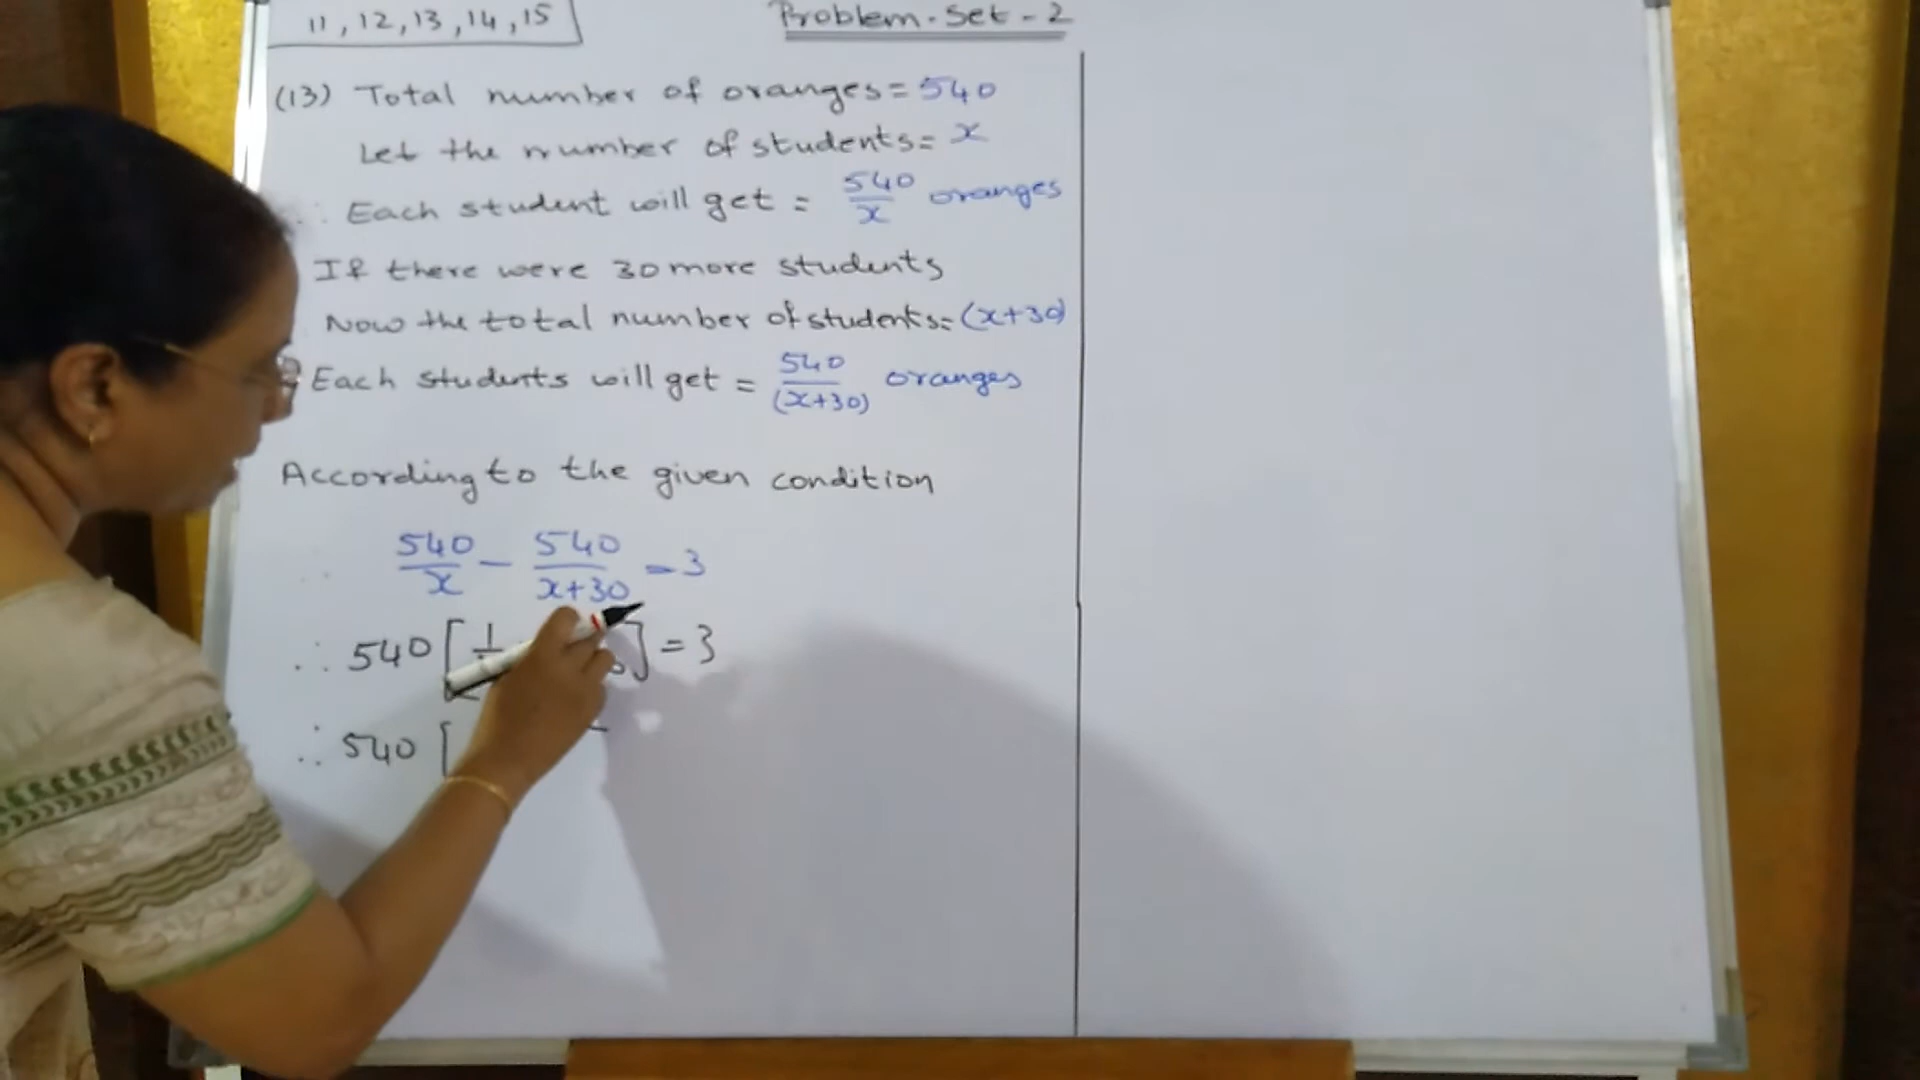 11, 12, 13, 14, 15
Problem-Set-2
(13) Total number of oranges = 540
Let the number of students = x
∴ Each student will get = 540/x oranges
If there were 30 more students
Now the total number of students = (x+30)
Each students will get = 540/(x+30) oranges
According to the given condition
540/x - 540/x+30 = 3
∴ 540 [ 1 ] = 3
∴ 540 [